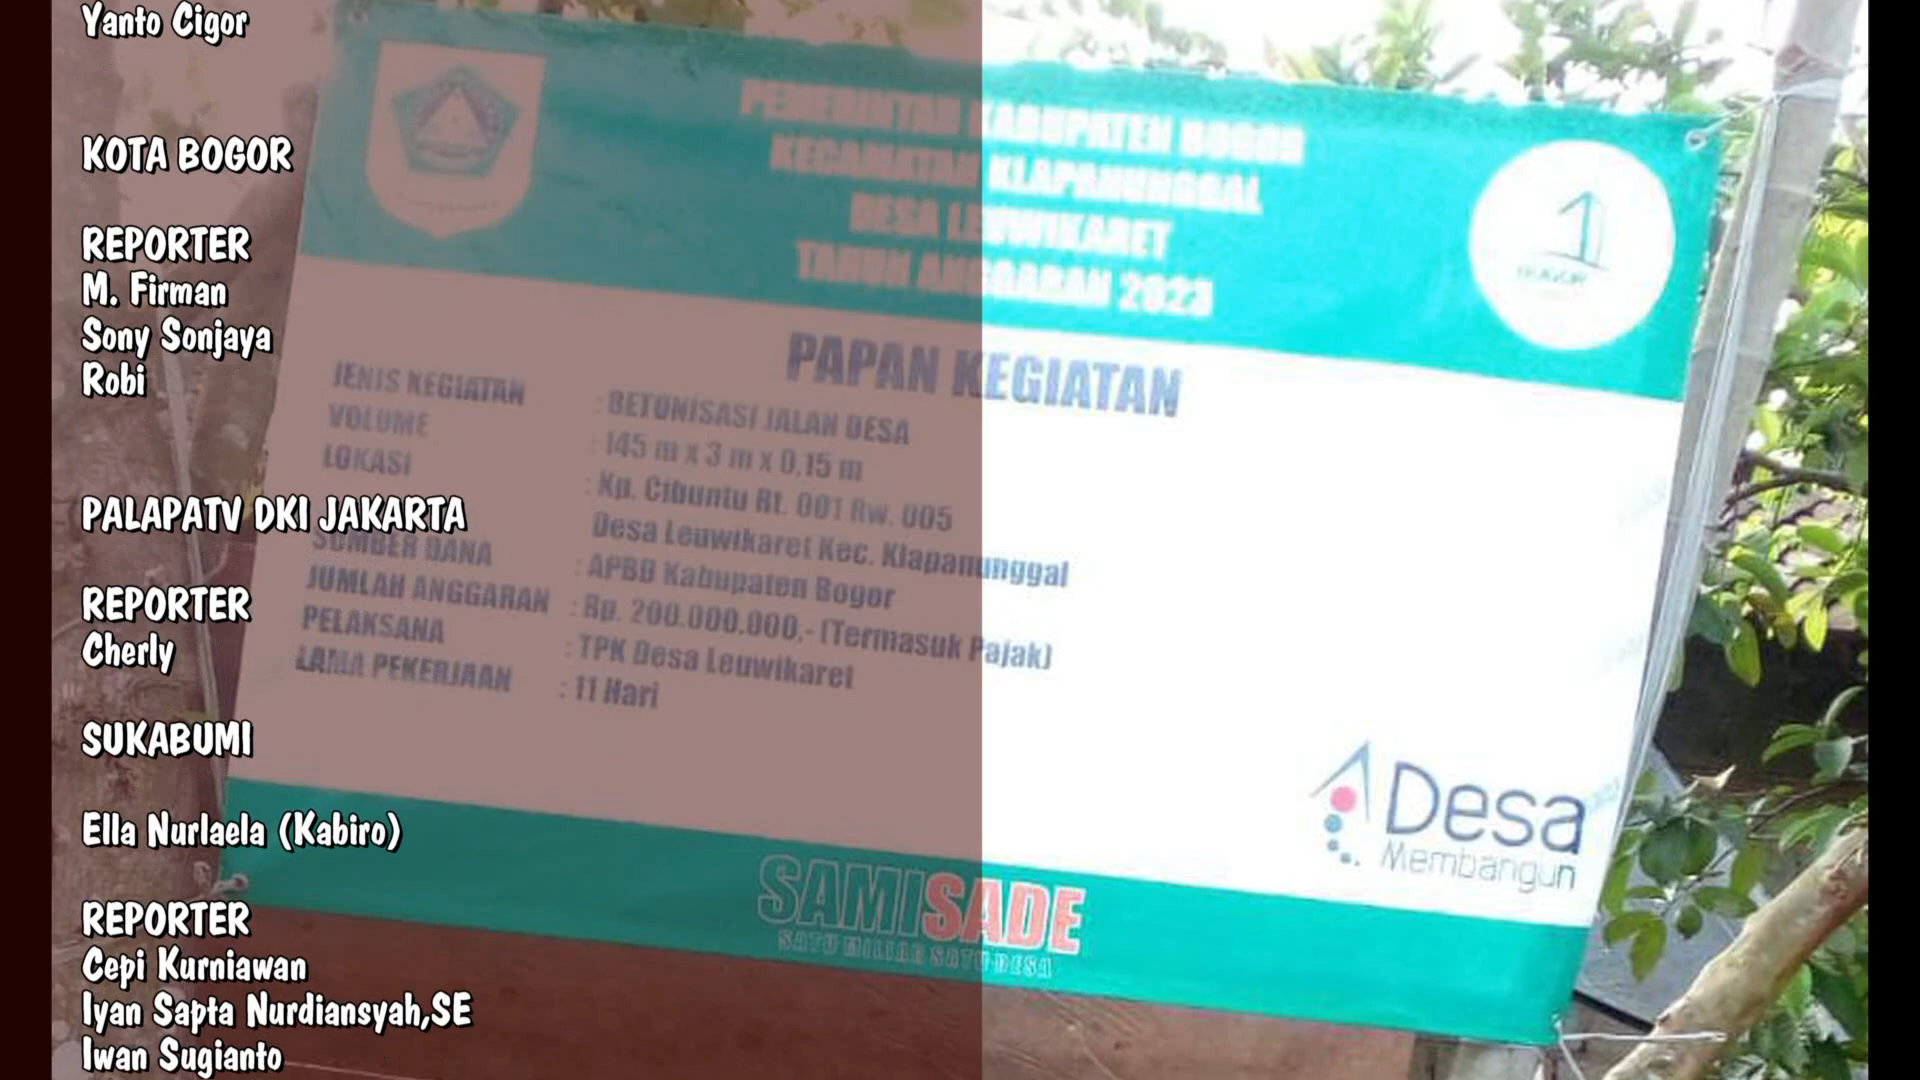 Yanto Cigor
KOTA BOGOR
REPORTER
M. Firman
Sony Sonjaya
Robi
PALAPATV DKI JAKARTA
REPORTER
Cherly
SUKABUMI
Ella Nurlaela (Kabiro)
REPORTER
Cepi Kurniawan
Iyan Sapta Nurdiansyah,SE
Iwan Sugianto
PEMERINTAH KABUPATEN BOGOR
KECAMATAN KLAPANUNGGAL
DESA LEUWIKARET
TAHUN ANGGARAN 2023
BOGOR
PAPAN KEGIATAN
JENIS KEGIATAN : BETONISASI JALAN DESA
VOLUME : 145 m x 3 m x 0,15 m
LOKASI : Kp. Cibuntu Rt. 001 Rw. 005
Desa Leuwikaret Kec. Klapanunggal
SUMBER DANA : APBD Kabupaten Bogor
JUMLAH ANGGARAN : Rp. 200.000.000,- (Termasuk Pajak)
PELAKSANA : TPK Desa Leuwikaret
LAMA PEKERJAAN : 11 Hari
Desa
Membangun
SAMISADE
SATU MILIAR SATU DESA